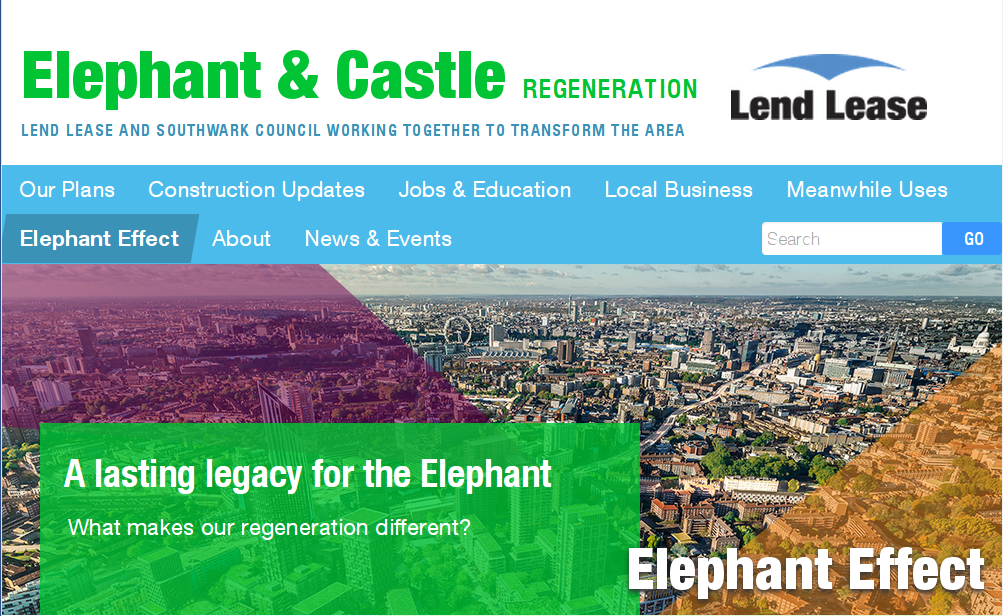 Elephant & Castle REGENERATION
LEND LEASE AND SOUTHWARK COUNCIL WORKING TOGETHER TO TRANSFORM THE AREA
Lend Lease
Our Plans Construction Updates Jobs & Education Local Business Meanwhile Uses
Elephant Effect About News & Events Search GO
A lasting legacy for the Elephant
What makes our regeneration different?
Elephant Effect